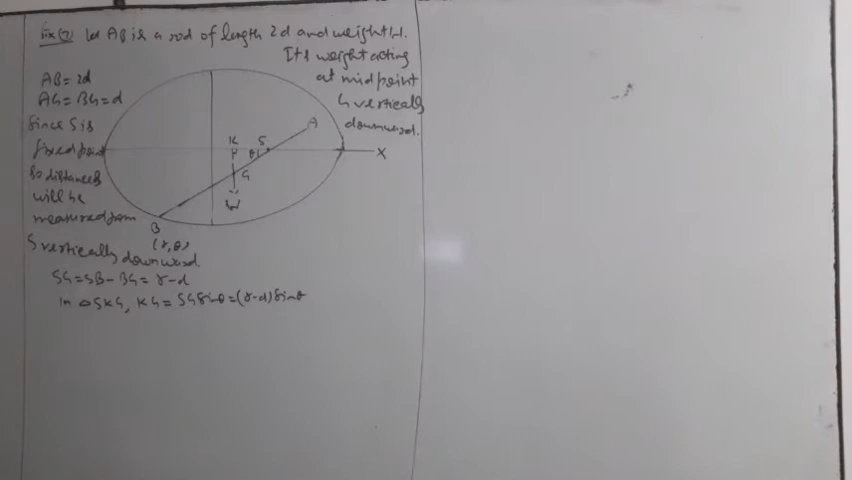 Ex(2) Let AB is a rod of length 2d and weight W.
Its weight acting
at mid point
G vertically
downward.
AB = 2d
AG = BG = d
Since S is
fixed point
So distances
will be
measured from
S vertically downward.
A
K S
θ
X
G
W
B
(r, θ)
SG = SB - BG = r - d
In △SKG, KG = SG sinθ = (r-d) sinθ